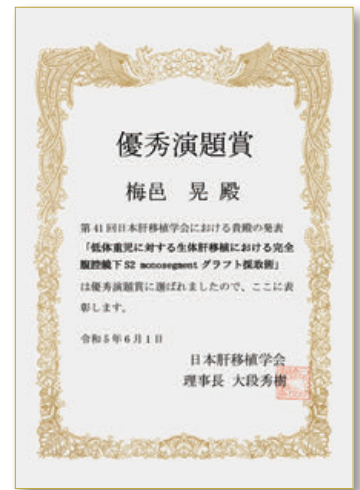 優秀演題賞
梅邑 晃 殿
第41回日本肝移植学会における貴殿の発表
「低体重児に対する生体肝移植における完全
腹腔鏡下S2 monosegment グラフト採取術」
は優秀演題賞に選ばれましたので、ここに表
彰します。
令和5年6月1日
日本肝移植学会
理事長 大段秀樹